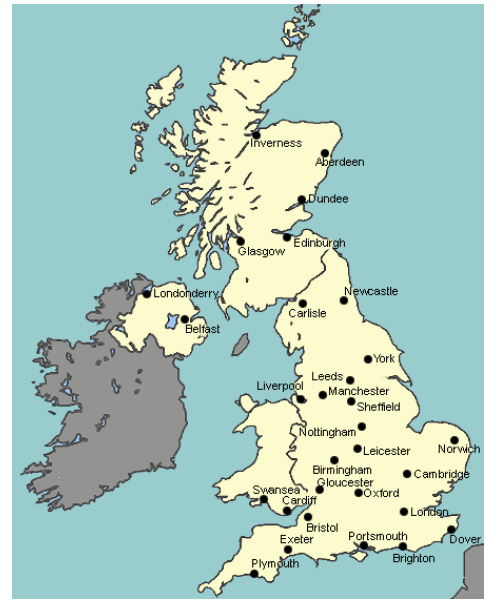 Inverness
Aberdeen
Dundee
Edinburgh
Glasgow
Londonderry
Newcastle
Carlisle
Belfast
York
Leeds
Liverpool
Manchester
Sheffield
Nottingham
Norwich
Leicester
Birmingham
Cambridge
Gloucester
Swansea
Oxford
Cardiff
London
Bristol
Exeter
Portsmouth
Dover
Brighton
Plymouth